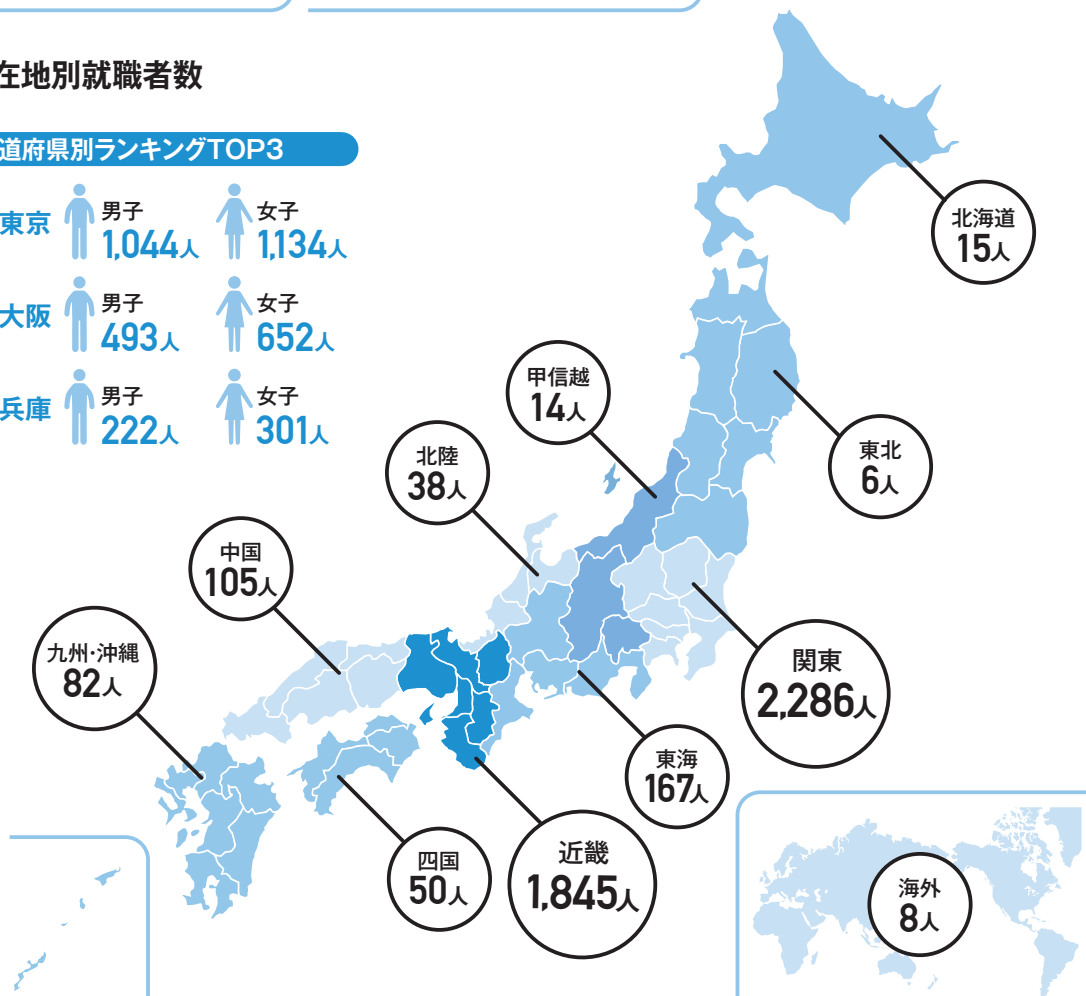 在地別就職者数
道府県別ランキングTOP3
東京
男子
1,044人
女子
1,134人
大阪
男子
493人
女子
652人
兵庫
男子
222人
女子
301人
北海道
15人
甲信越
14人
東北
6人
北陸
38人
中国
105人
九州・沖縄
82人
関東
2,286人
東海
167人
四国
50人
近畿
1,845人
海外
8人